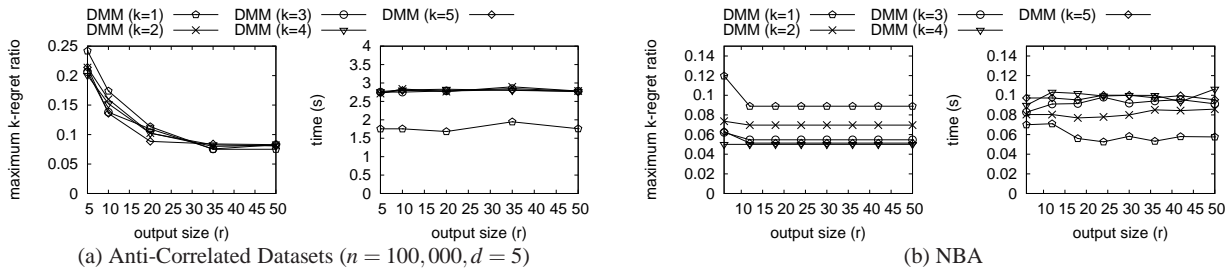 DMM (k=1) DMM (k=3) DMM (k=5)
DMM (k=2) DMM (k=4)
maximum k-regret ratio
0.25
0.2
0.15
0.1
0.05
0
5 10 15 20 25 30 35 40 45 50
output size (r)
time (s)
4
3.5
3
2.5
2
1.5
1
0.5
0
5 10 15 20 25 30 35 40 45 50
output size (r)
(a) Anti-Correlated Datasets (n = 100,000, d = 5)
DMM (k=1) DMM (k=3) DMM (k=5)
DMM (k=2) DMM (k=4)
maximum k-regret ratio
0.14
0.12
0.1
0.08
0.06
0.04
0.02
0
10 15 20 25 30 35 40 45 50
output size (r)
time (s)
0.14
0.12
0.1
0.08
0.06
0.04
0.02
0
10 15 20 25 30 35 40 45 50
output size (r)
(b) NBA